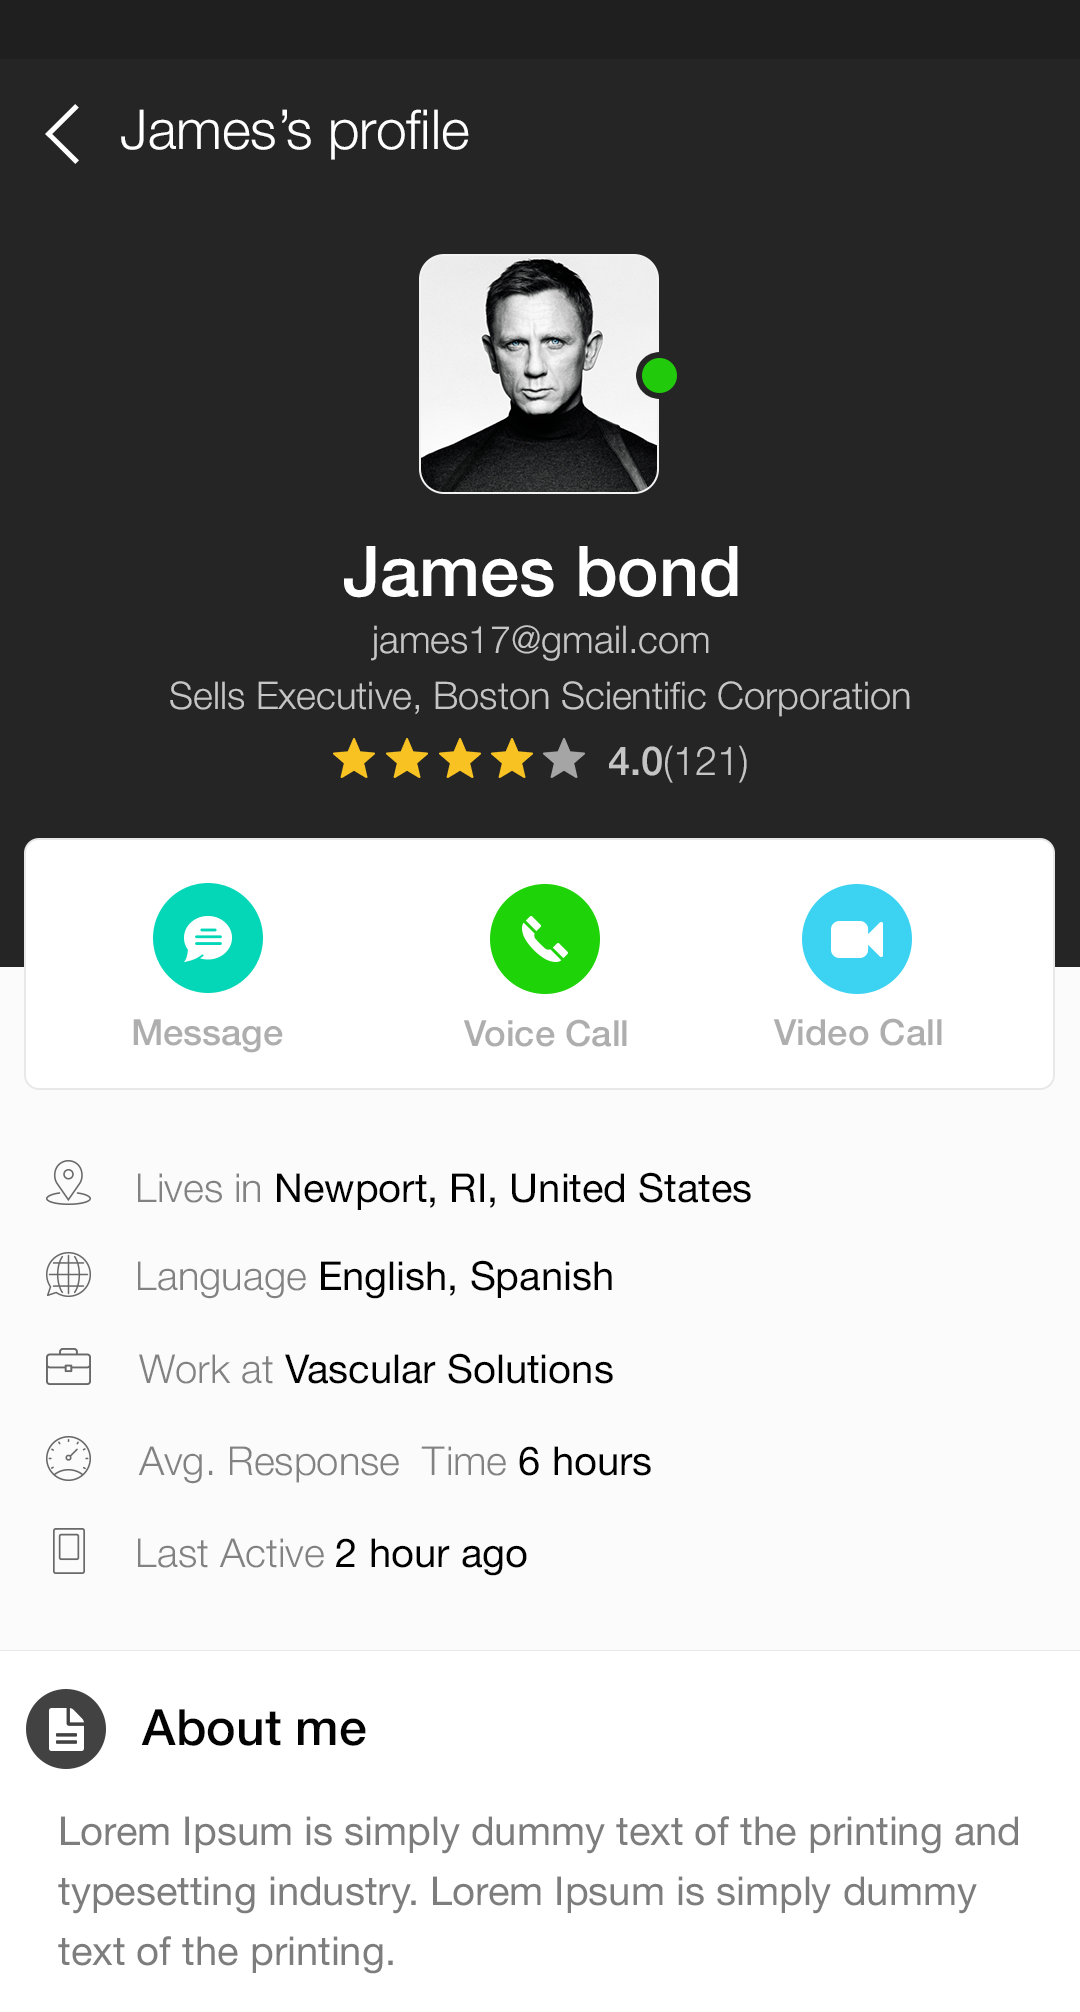 James’s profile
James bond
james17@gmail.com
Sells Executive, Boston Scientific Corporation
4.0(121)
Message
Voice Call
Video Call
Lives in Newport, RI, United States
Language English, Spanish
Work at Vascular Solutions
Avg. Response  Time 6 hours
Last Active 2 hour ago
About me
Lorem Ipsum is simply dummy text of the printing and
typesetting industry. Lorem Ipsum is simply dummy
text of the printing.